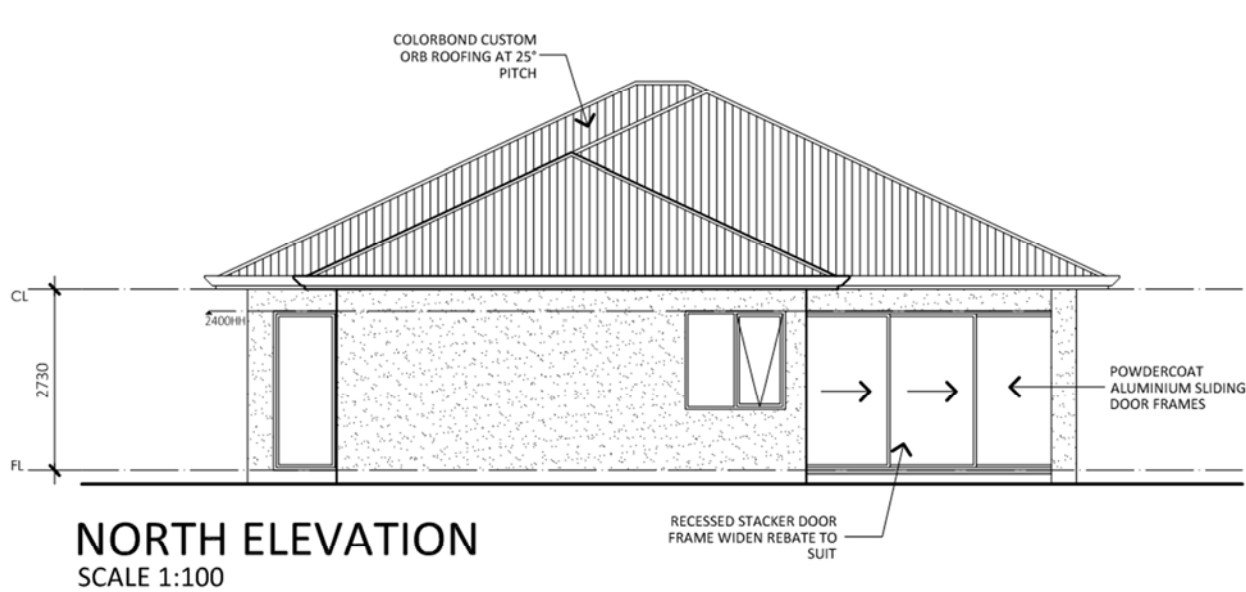 COLORBOND CUSTOM
ORB ROOFING AT 25°
PITCH
CL
2400HH
2730
POWDERCOAT
ALUMINIUM SLIDING
DOOR FRAMES
FL
RECESSED STACKER DOOR
FRAME WIDEN REBATE TO
SUIT
NORTH ELEVATION
SCALE 1:100